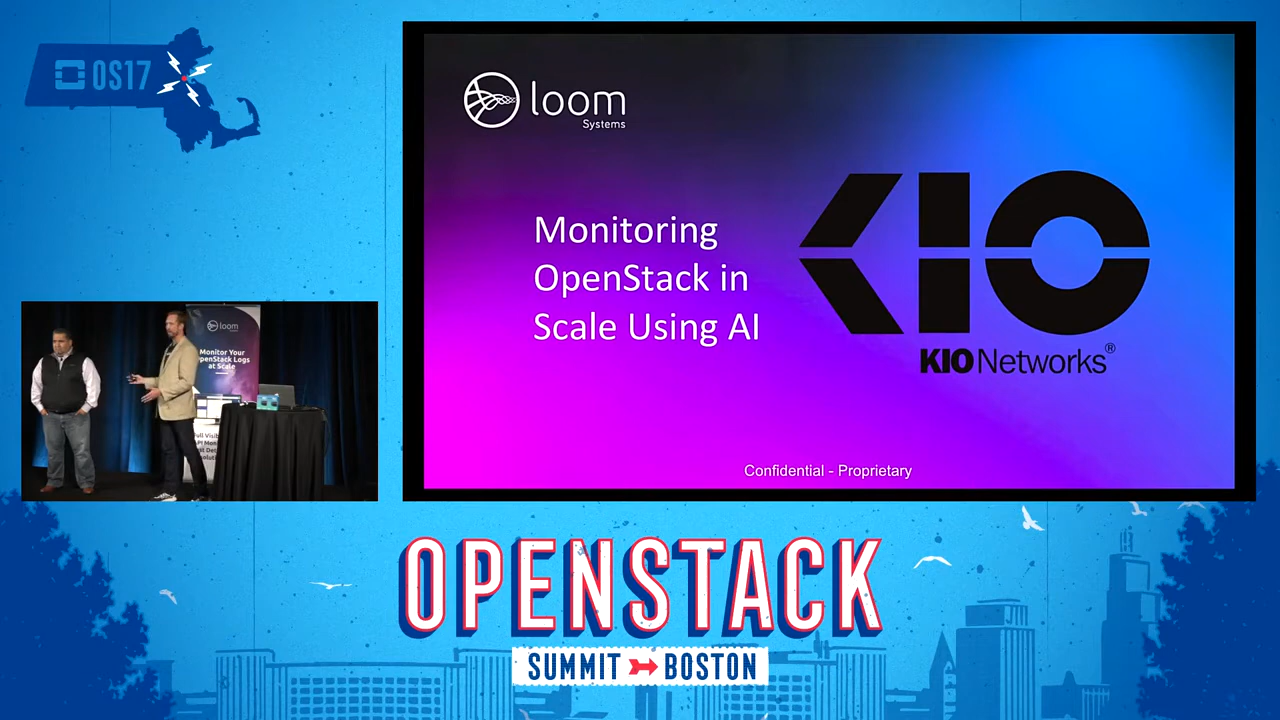 OS17
loom
Systems
Monitoring
OpenStack in
Scale Using AI
KIO
KIO Networks®
Confidential - Proprietary
loom
Monitor Your
OpenStack Logs
at Scale
OPENSTACK
SUMMIT BOSTON